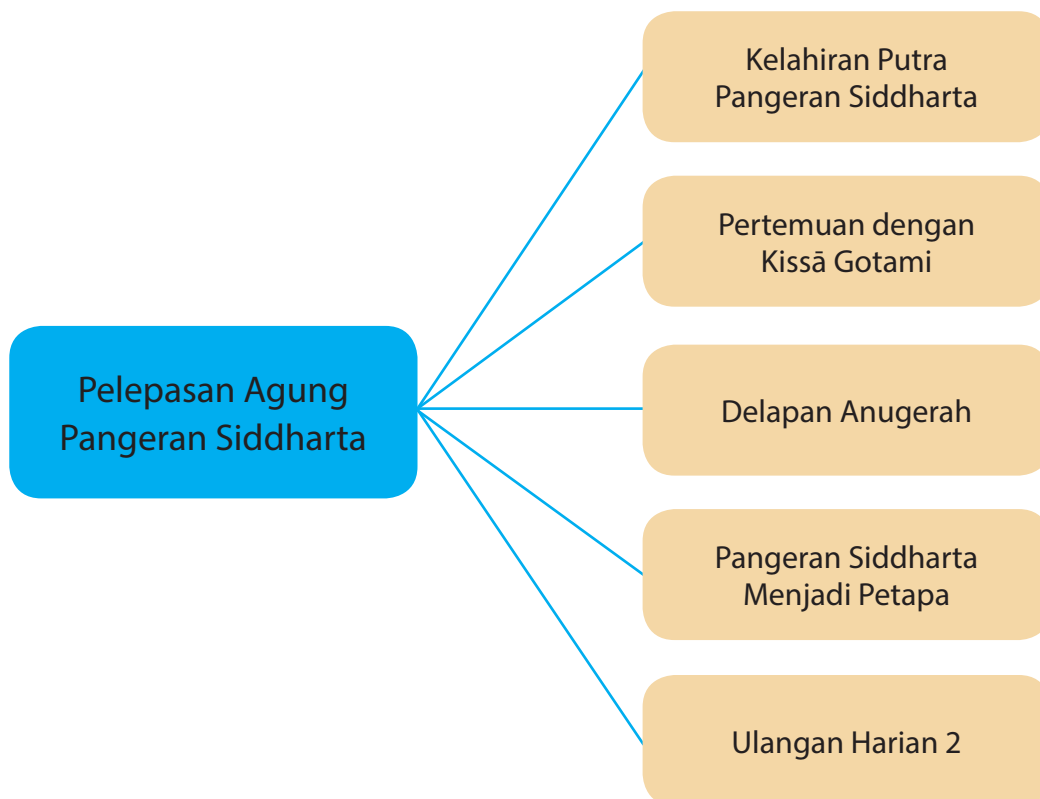 Pelepasan Agung
Pangeran Siddharta
Kelahiran Putra
Pangeran Siddharta
Pertemuan dengan
Kissā Gotami
Delapan Anugerah
Pangeran Siddharta
Menjadi Petapa
Ulangan Harian 2